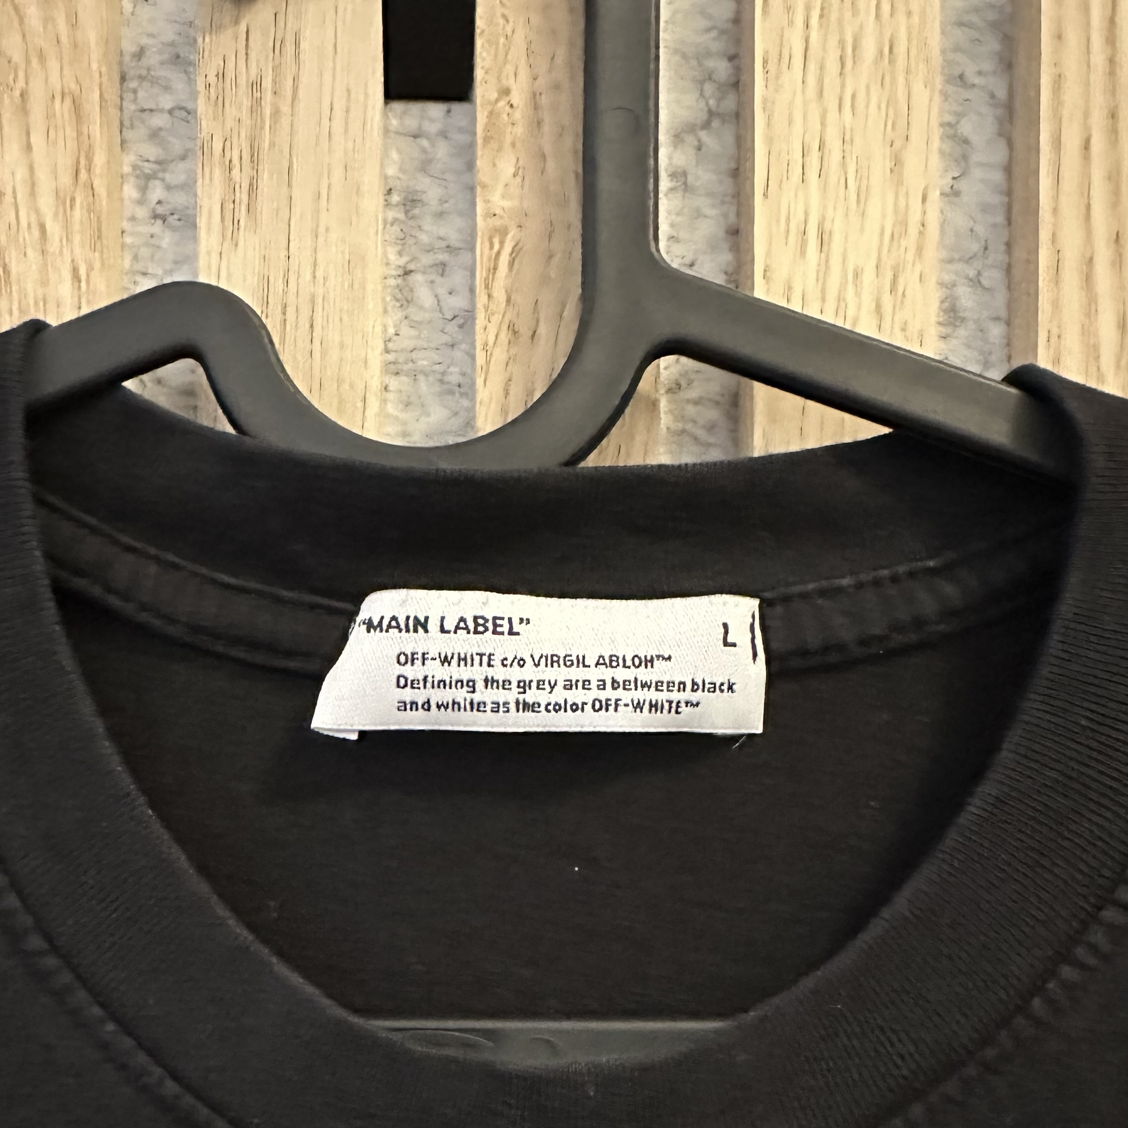 "MAIN LABEL" L
OFF-WHITE c/o VIRGIL ABLOH™
Defining the grey are a between black
and white as the color OFF-WHITE™